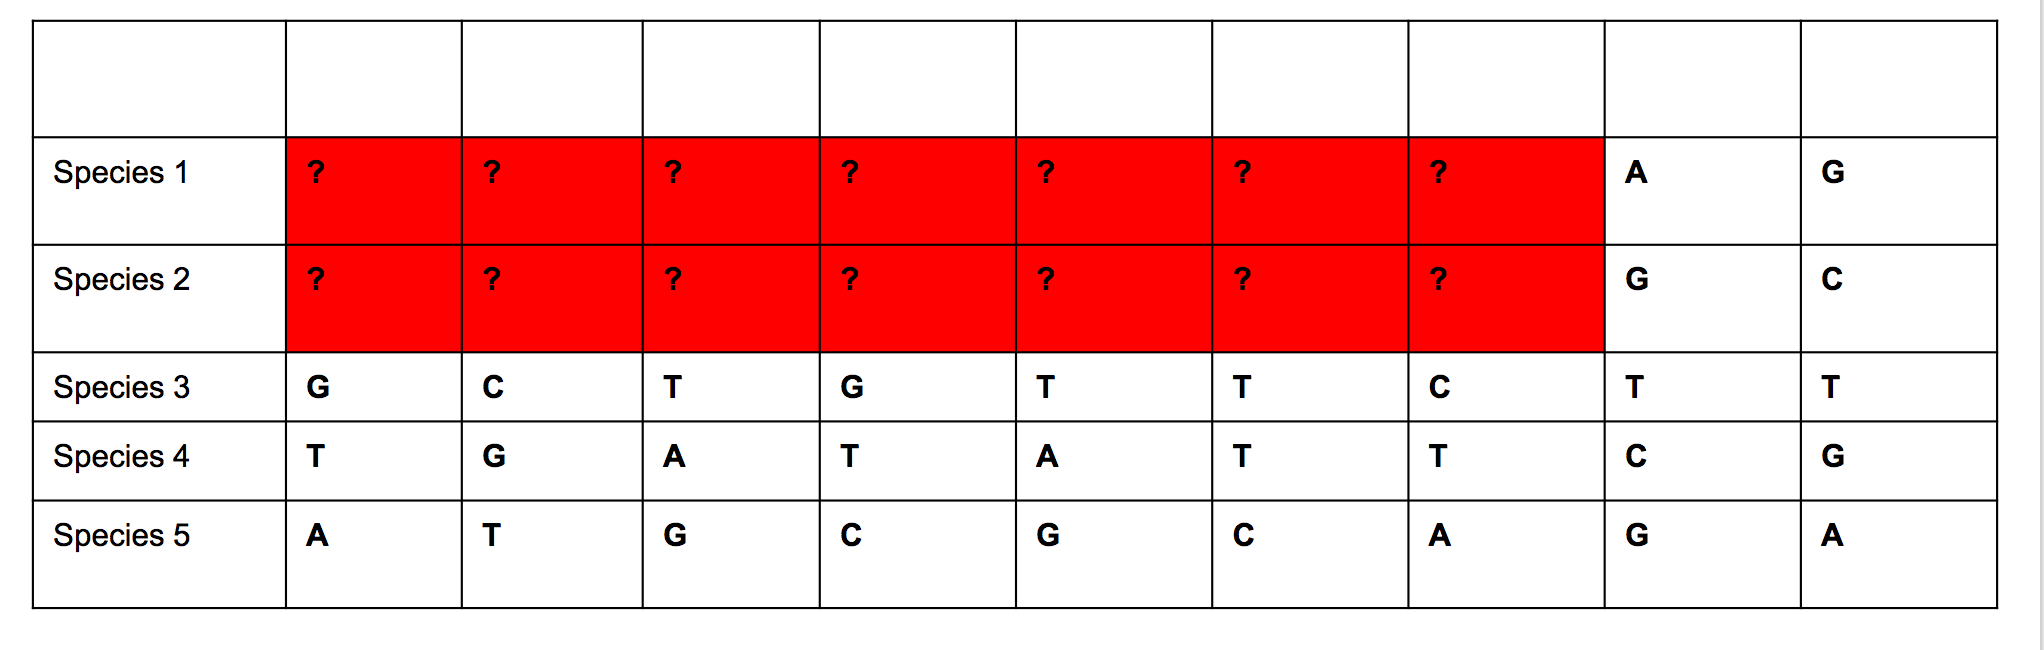 Species 1 ? ? ? ? ? ? ? A G
Species 2 ? ? ? ? ? ? ? G C
Species 3 G C T G T T C T T
Species 4 T G A T A T T C G
Species 5 A T G C G C A G A